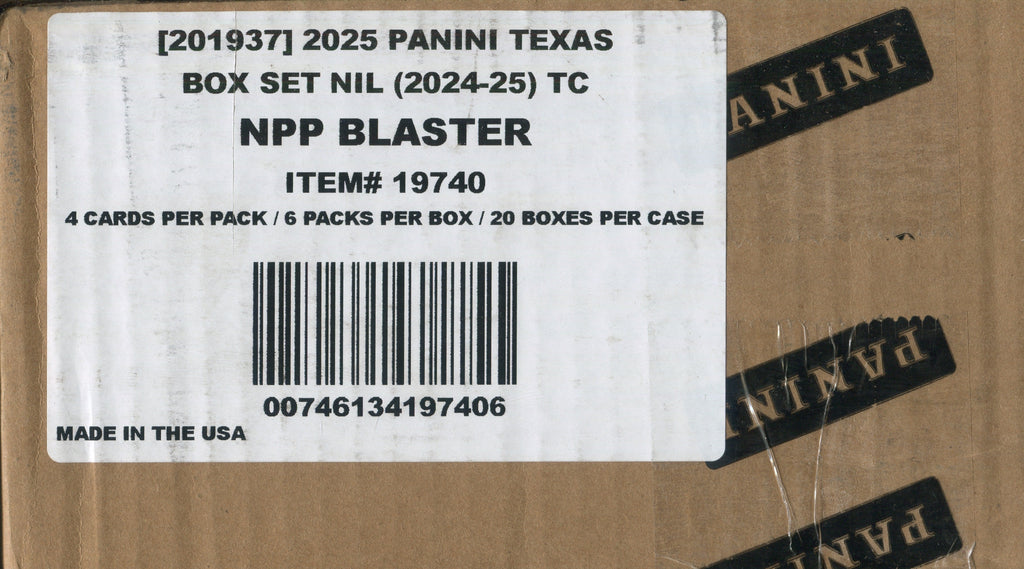 [201937] 2025 PANINI TEXAS
BOX SET NIL (2024-25) TC
NPP BLASTER
ITEM# 19740
4 CARDS PER PACK / 6 PACKS PER BOX / 20 BOXES PER CASE
00746134197406
MADE IN THE USA
PANINI
PANINI
PANINI